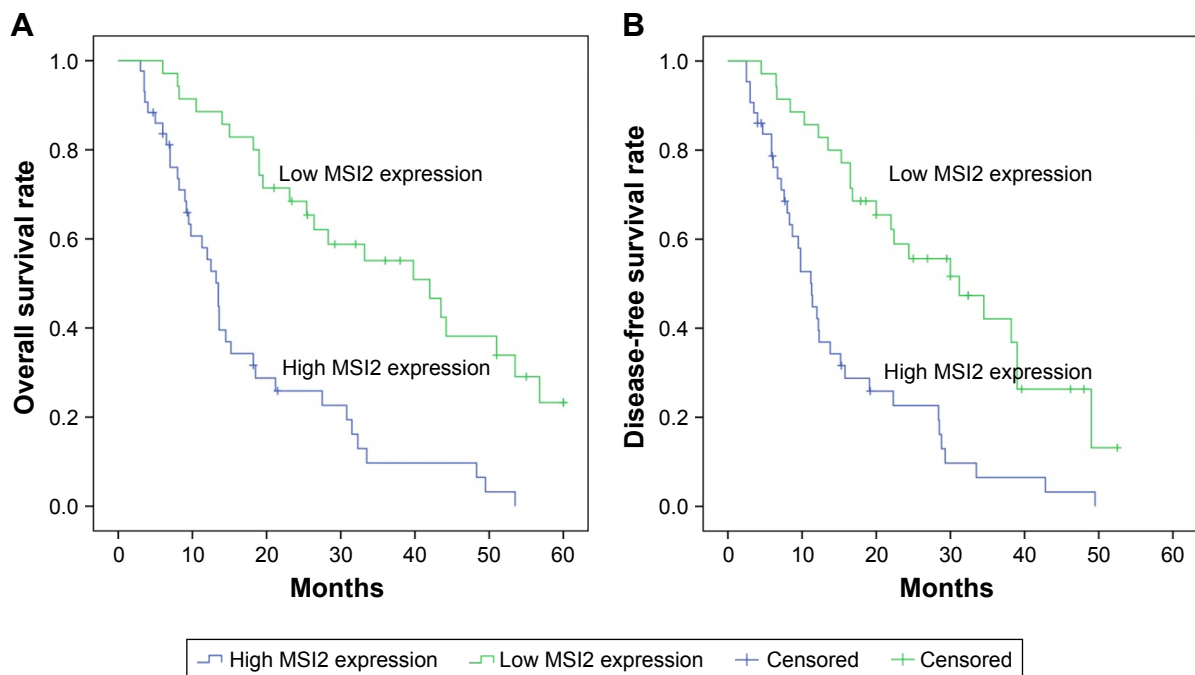 A
Overall survival rate
1.0
0.8
0.6
0.4
0.2
0.0
Low MSI2 expression
High MSI2 expression
0 10 20 30 40 50 60
Months
B
Disease-free survival rate
1.0
0.8
0.6
0.4
0.2
0.0
Low MSI2 expression
High MSI2 expression
0 10 20 30 40 50 60
Months
High MSI2 expression Low MSI2 expression Censored Censored